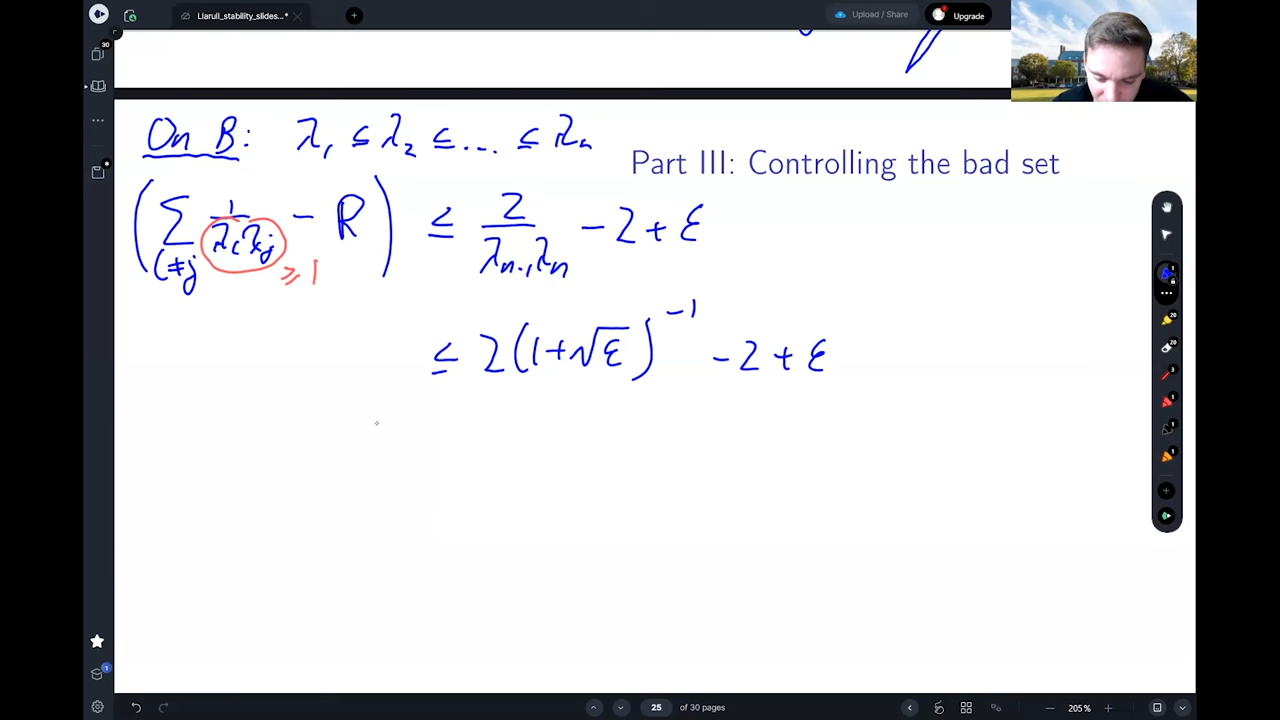 Llarull_stability_slides...*
Upload / Share
Upgrade
30
On B: λ₁ ≤ λ₂ ≤ ... ≤ λₙ
Part III: Controlling the bad set
( ∑_{i≠j} 1/(λᵢλⱼ) − R ) ≤ 2/(λₙ₋₁λₙ) − 2 + ε
≥ 1
≤ 2(1+√ε)⁻¹ − 2 + ε
25 of 30 pages
205 %